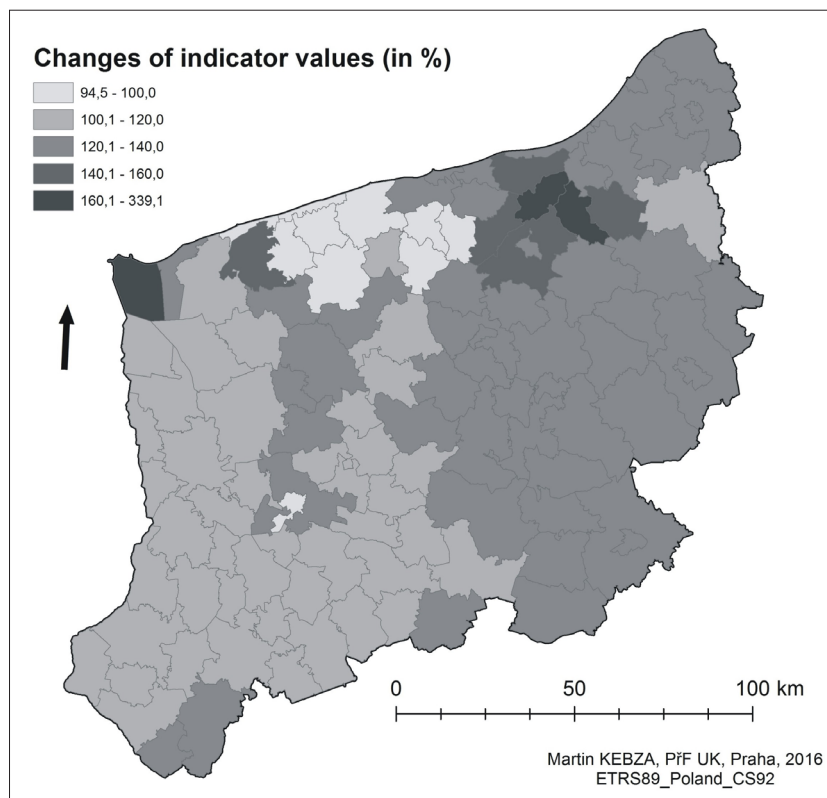 Changes of indicator values (in %)
94,5 - 100,0
100,1 - 120,0
120,1 - 140,0
140,1 - 160,0
160,1 - 339,1
0 50 100 km
Martin KEBZA, PřF UK, Praha, 2016
ETRS89_Poland_CS92